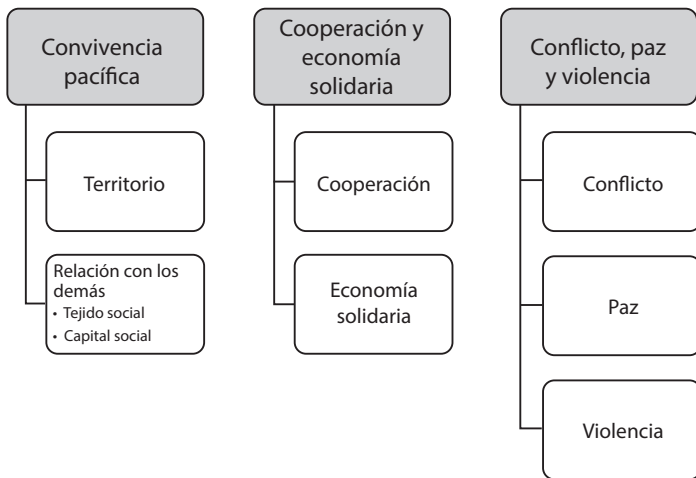 Convivencia
pacífica
Territorio
Relación con los
demás
• Tejido social
• Capital social
Cooperación y
economía
solidaria
Cooperación
Economía
solidaria
Conflicto, paz
y violencia
Conflicto
Paz
Violencia